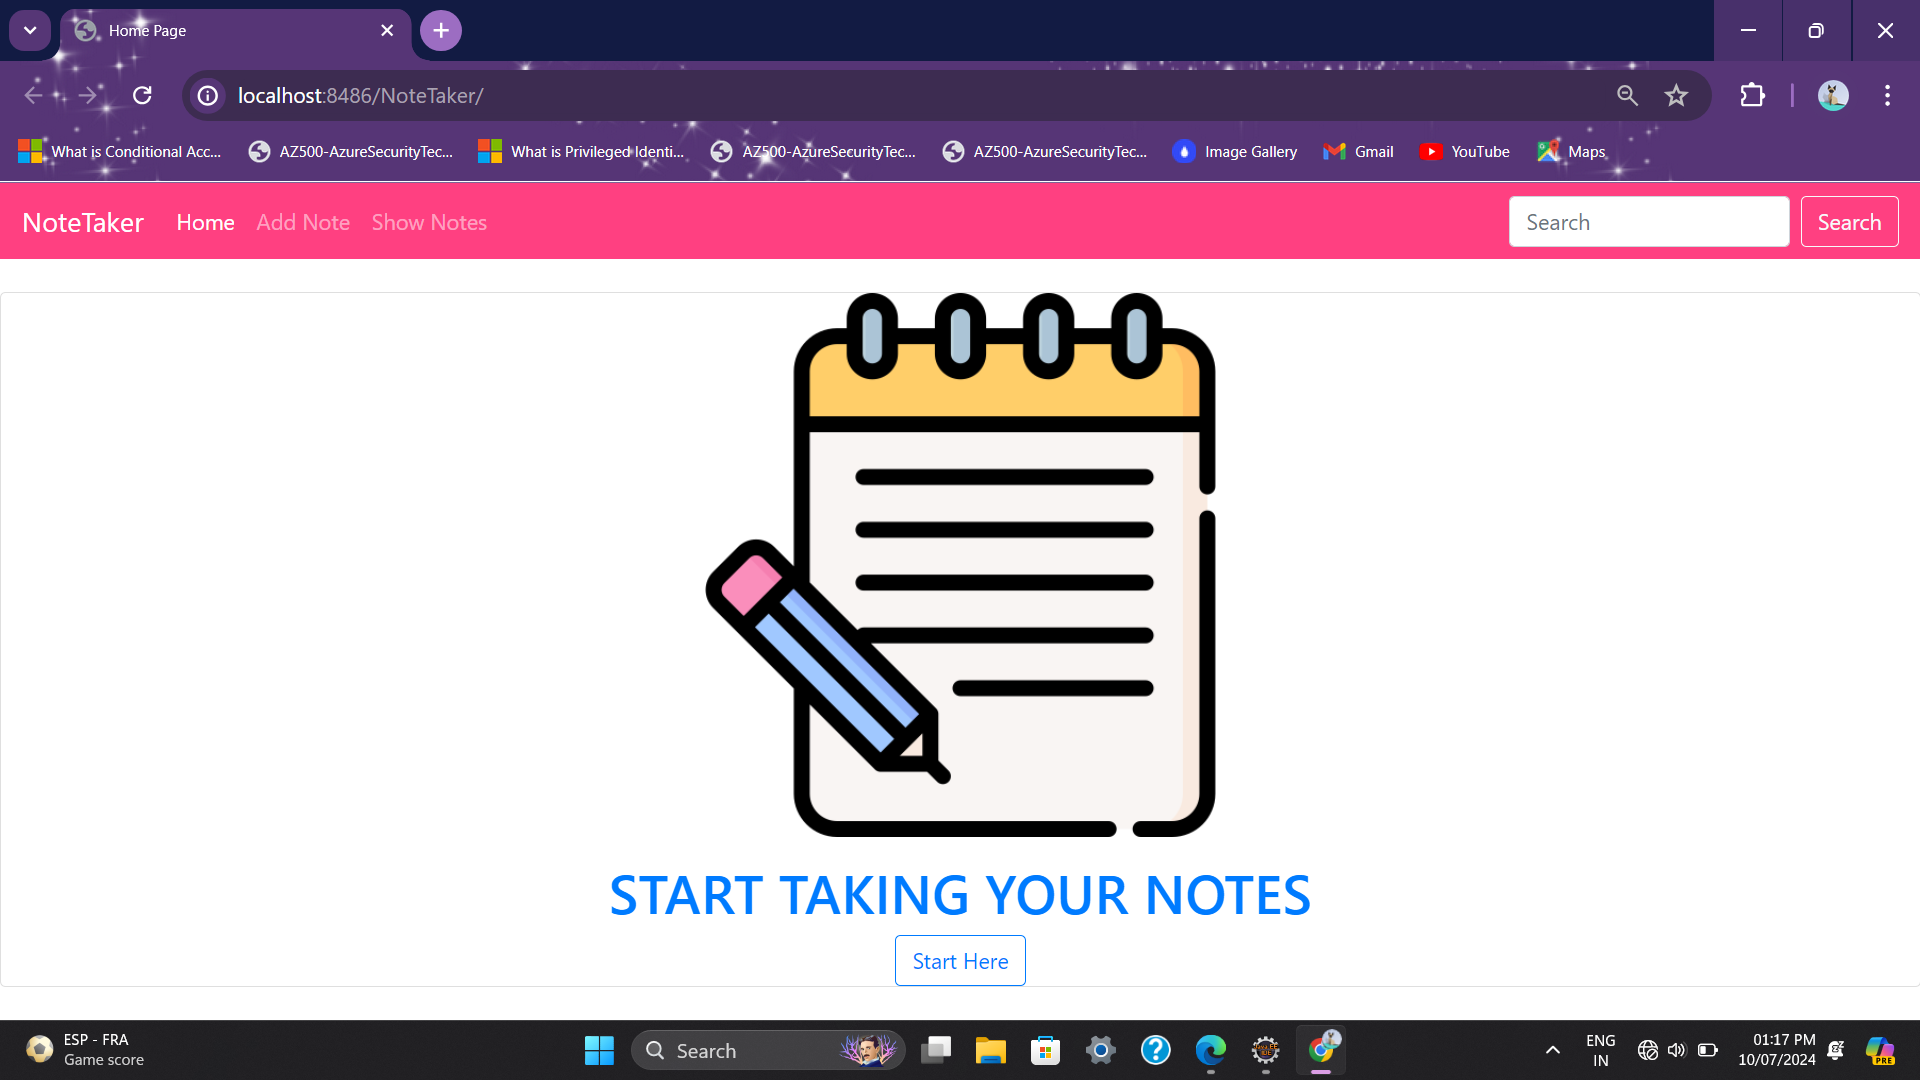 Home Page
localhost:8486/NoteTaker/
What is Conditional Acc...
AZ500-AzureSecurityTec...
What is Privileged Identi...
AZ500-AzureSecurityTec...
AZ500-AzureSecurityTec...
Image Gallery
Gmail
YouTube
Maps
NoteTaker Home Add Note Show Notes
Search
Search
START TAKING YOUR NOTES
Start Here
ESP - FRA
Game score
Search
ENG
IN
01:17 PM
10/07/2024
PRE